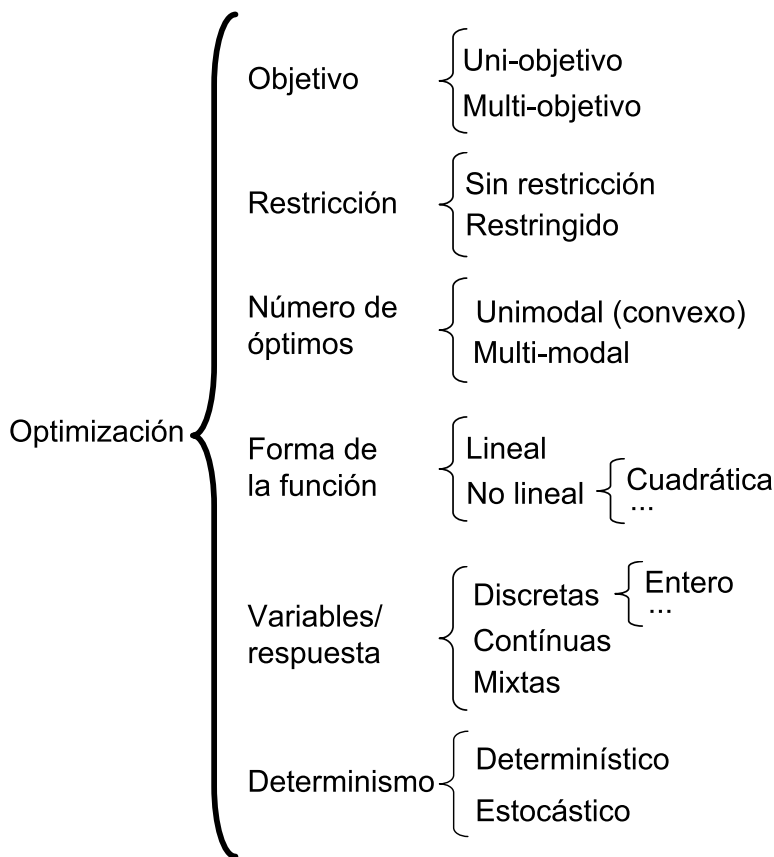 Optimización
Objetivo
Uni-objetivo
Multi-objetivo
Restricción
Sin restricción
Restringido
Número de
óptimos
Unimodal (convexo)
Multi-modal
Forma de
la función
Lineal
No lineal
Cuadrática
...
Variables/
respuesta
Discretas
Entero
...
Contínuas
Mixtas
Determinismo
Determinístico
Estocástico